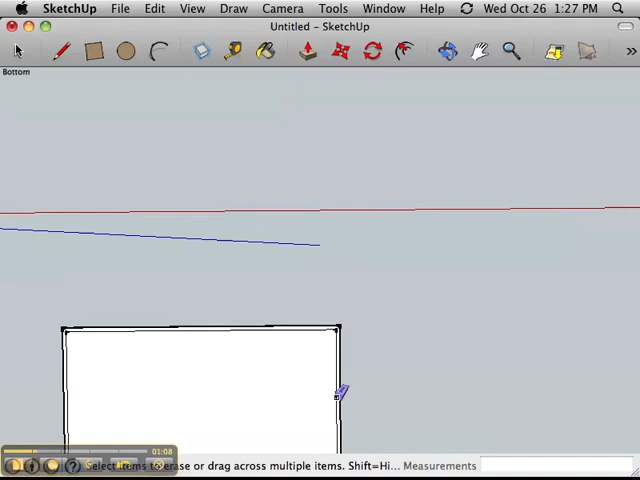 SketchUp File Edit View Draw Camera Tools Window Help Wed Oct 26 1:27 PM
Untitled - SketchUp
Bottom
01:08
Select items to erase or drag across multiple items. Shift=Hi... Measurements